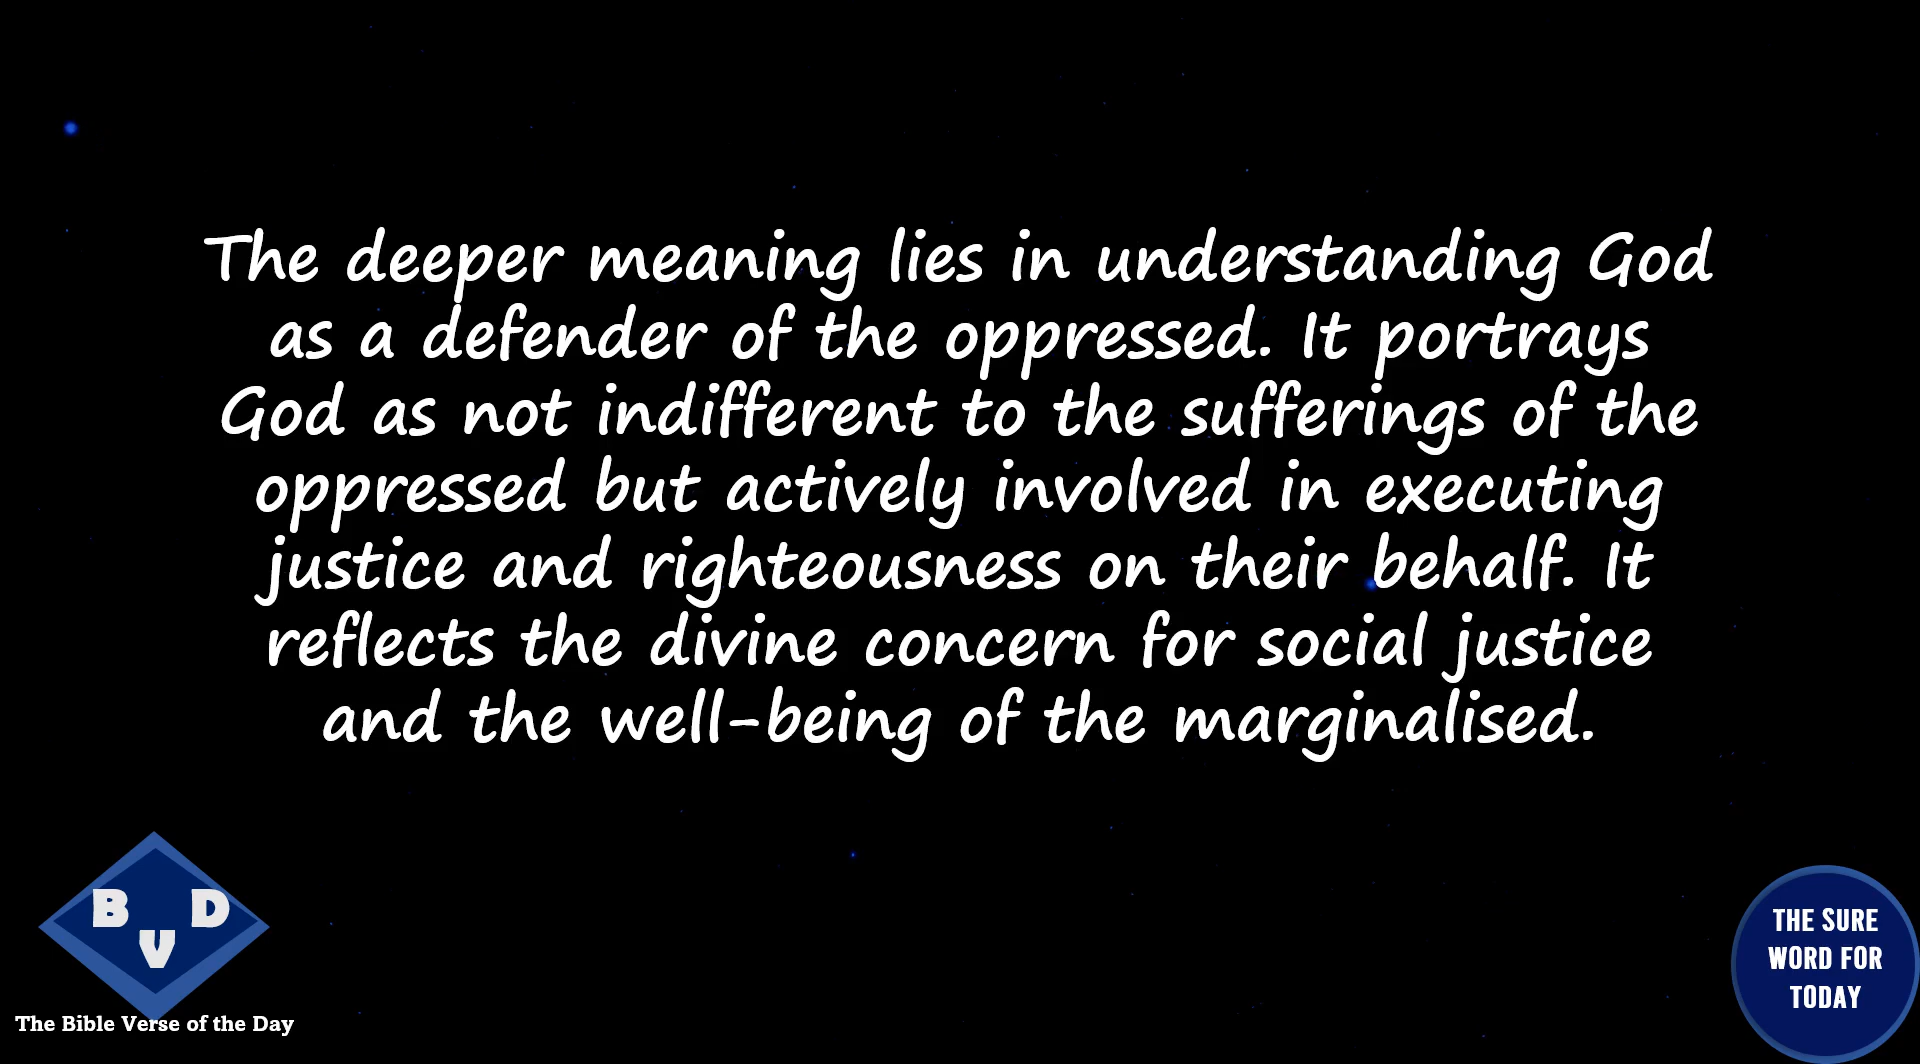 The deeper meaning lies in understanding God
as a defender of the oppressed. It portrays
God as not indifferent to the sufferings of the
oppressed but actively involved in executing
justice and righteousness on their behalf. It
reflects the divine concern for social justice
and the well-being of the marginalised.
B D
V
The Bible Verse of the Day
THE SURE
WORD FOR
TODAY